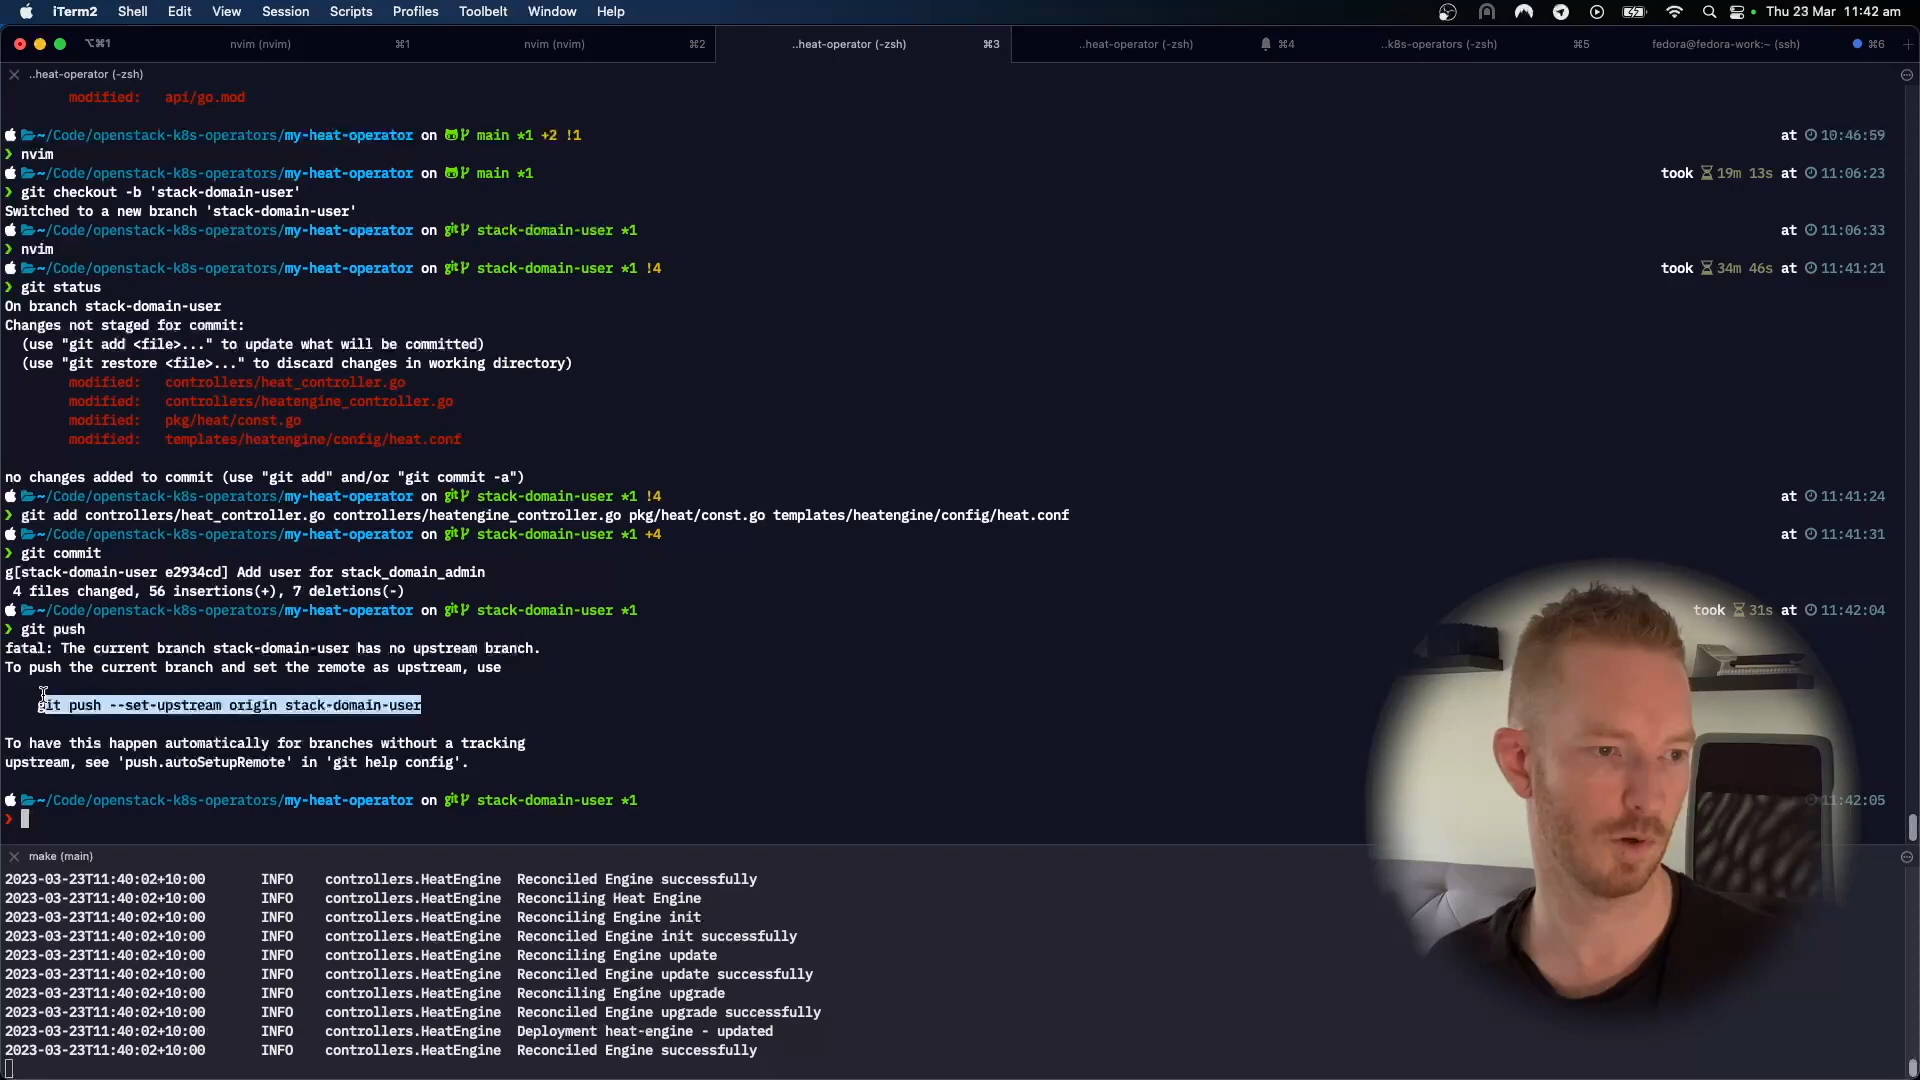 iTerm2 Shell Edit View Session Scripts Profiles Toolbelt Window Help Thu 23 Mar 11:42 am
⌥⌘1 nvim (nvim) ⌘1 nvim (nvim) ⌘2 ..heat-operator (-zsh) ⌘3 ..heat-operator (-zsh) ⌘4 ..k8s-operators (-zsh) ⌘5 fedora@fedora-work:~ (ssh) ⌘6
..heat-operator (-zsh)
modified: api/go.mod
~/Code/openstack-k8s-operators/my-heat-operator on main *1 +2 !1 at 10:46:59
❯ nvim
~/Code/openstack-k8s-operators/my-heat-operator on main *1 took 19m 13s at 11:06:23
❯ git checkout -b 'stack-domain-user'
Switched to a new branch 'stack-domain-user'
~/Code/openstack-k8s-operators/my-heat-operator on git stack-domain-user *1 at 11:06:33
❯ nvim
~/Code/openstack-k8s-operators/my-heat-operator on git stack-domain-user *1 !4 took 34m 46s at 11:41:21
❯ git status
On branch stack-domain-user
Changes not staged for commit:
(use "git add <file>..." to update what will be committed)
(use "git restore <file>..." to discard changes in working directory)
modified: controllers/heat_controller.go
modified: controllers/heatengine_controller.go
modified: pkg/heat/const.go
modified: templates/heatengine/config/heat.conf
no changes added to commit (use "git add" and/or "git commit -a")
~/Code/openstack-k8s-operators/my-heat-operator on git stack-domain-user *1 !4 at 11:41:24
❯ git add controllers/heat_controller.go controllers/heatengine_controller.go pkg/heat/const.go templates/heatengine/config/heat.conf
~/Code/openstack-k8s-operators/my-heat-operator on git stack-domain-user *1 +4 at 11:41:31
❯ git commit
g[stack-domain-user e2934cd] Add user for stack_domain_admin
4 files changed, 56 insertions(+), 7 deletions(-)
~/Code/openstack-k8s-operators/my-heat-operator on git stack-domain-user *1 took 31s at 11:42:04
❯ git push
fatal: The current branch stack-domain-user has no upstream branch.
To push the current branch and set the remote as upstream, use
git push --set-upstream origin stack-domain-user
To have this happen automatically for branches without a tracking
upstream, see 'push.autoSetupRemote' in 'git help config'.
~/Code/openstack-k8s-operators/my-heat-operator on git stack-domain-user *1 11:42:05
❯
make (main)
2023-03-23T11:40:02+10:00 INFO controllers.HeatEngine Reconciled Engine successfully
2023-03-23T11:40:02+10:00 INFO controllers.HeatEngine Reconciling Heat Engine
2023-03-23T11:40:02+10:00 INFO controllers.HeatEngine Reconciling Engine init
2023-03-23T11:40:02+10:00 INFO controllers.HeatEngine Reconciled Engine init successfully
2023-03-23T11:40:02+10:00 INFO controllers.HeatEngine Reconciling Engine update
2023-03-23T11:40:02+10:00 INFO controllers.HeatEngine Reconciled Engine update successfully
2023-03-23T11:40:02+10:00 INFO controllers.HeatEngine Reconciling Engine upgrade
2023-03-23T11:40:02+10:00 INFO controllers.HeatEngine Reconciled Engine upgrade successfully
2023-03-23T11:40:02+10:00 INFO controllers.HeatEngine Deployment heat-engine - updated
2023-03-23T11:40:02+10:00 INFO controllers.HeatEngine Reconciled Engine successfully